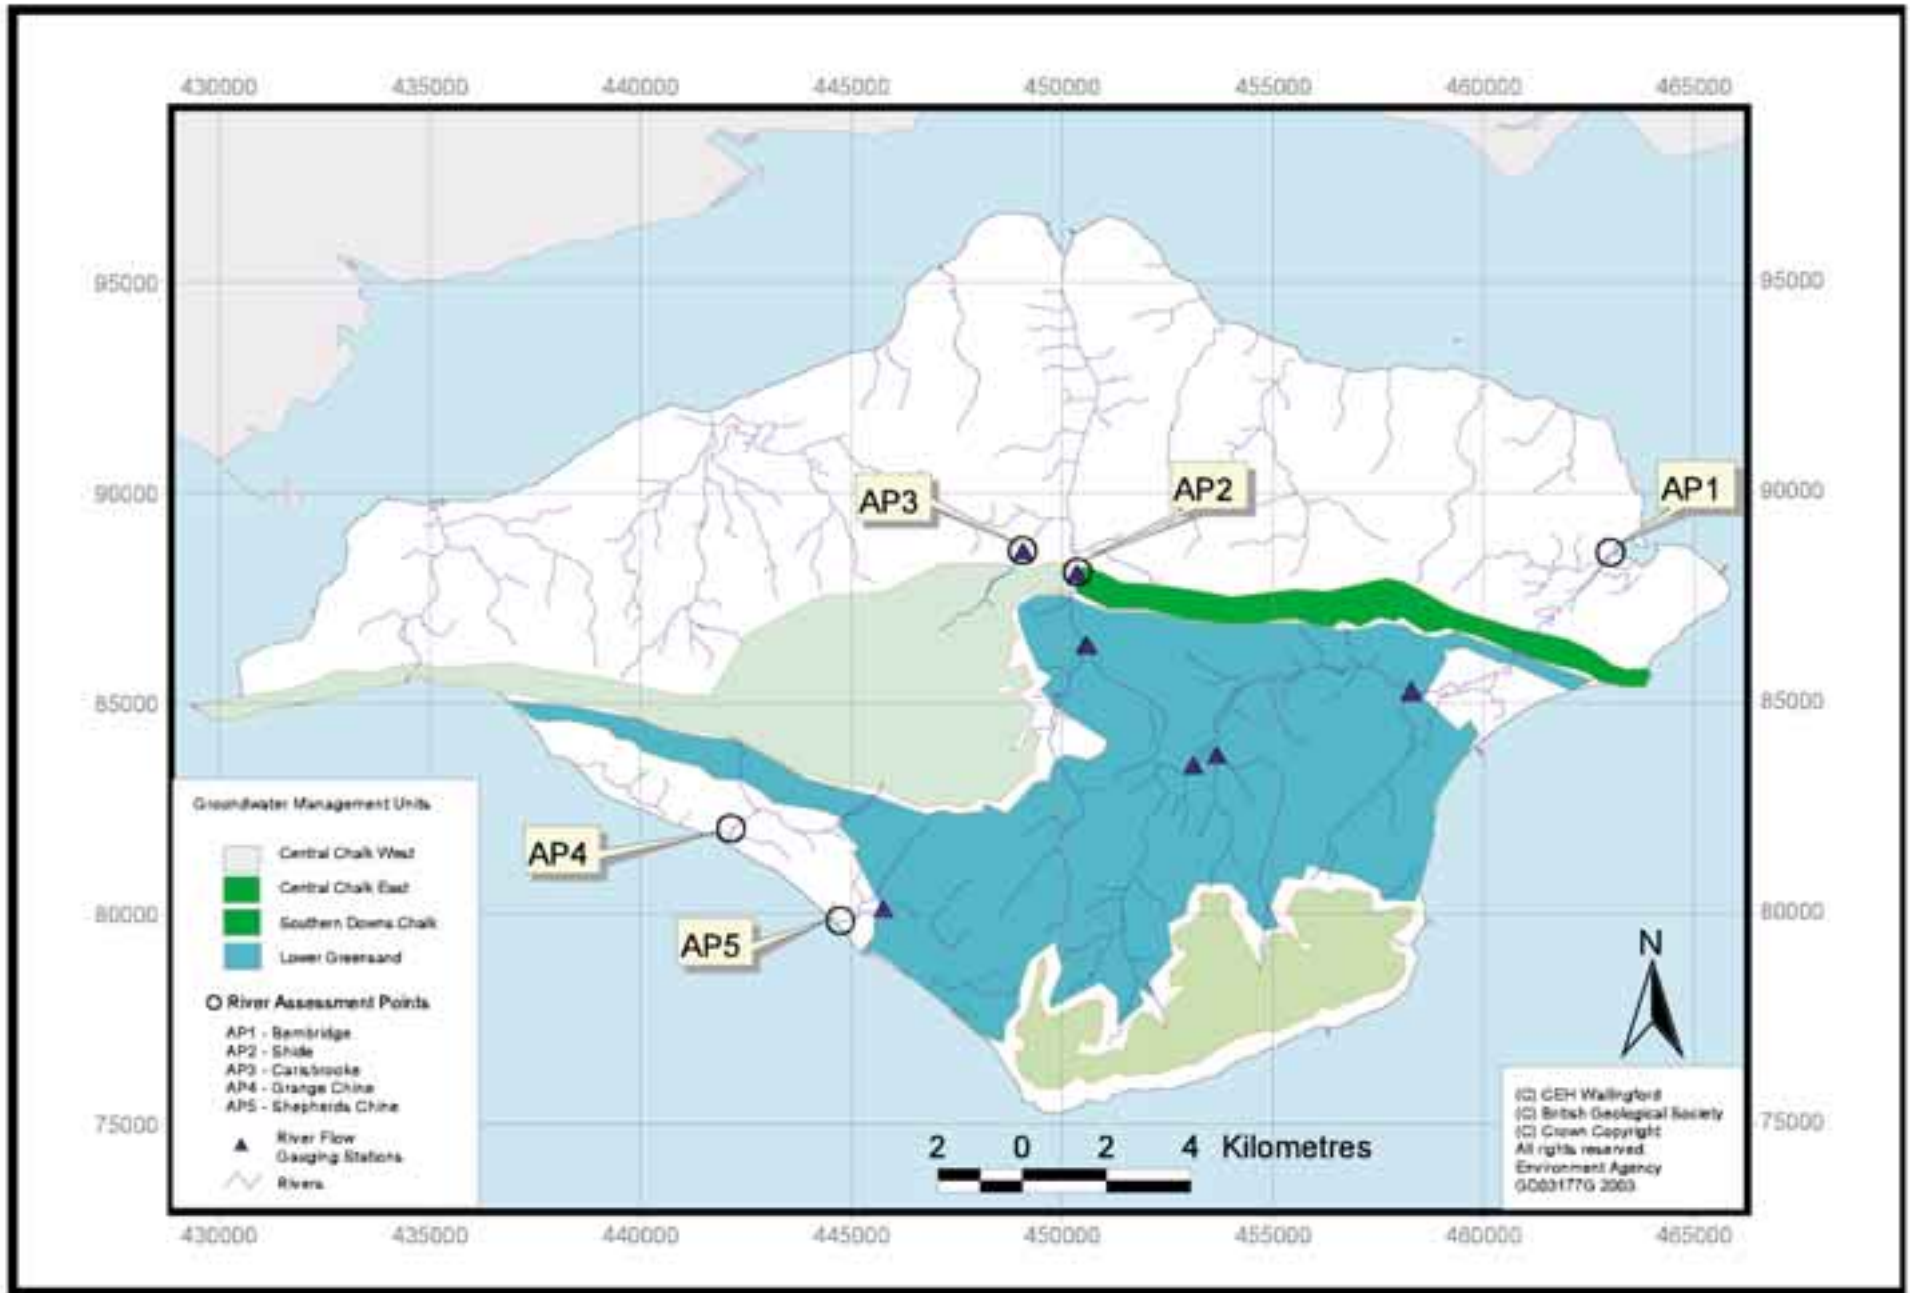 430000 435000 440000 445000 450000 455000 460000 465000
95000 95000
90000 90000
AP3
AP2
AP1
85000 85000
AP4
80000 80000
AP5
N
75000 75000
Groundwater Management Units
Central Chalk West
Central Chalk East
Southern Downs Chalk
Lower Greensand
River Assessment Points
AP1 - Bembridge
AP2 - Shide
AP3 - Carisbrooke
AP4 - Grange Chine
AP5 - Shepherds Chine
River Flow
Gauging Stations
Rivers
2 0 2 4 Kilometres
(C) CEH Wallingford
(C) British Geological Society
(C) Crown Copyright
All rights reserved.
Environment Agency
GD03177G 2003
430000 435000 440000 445000 450000 455000 460000 465000